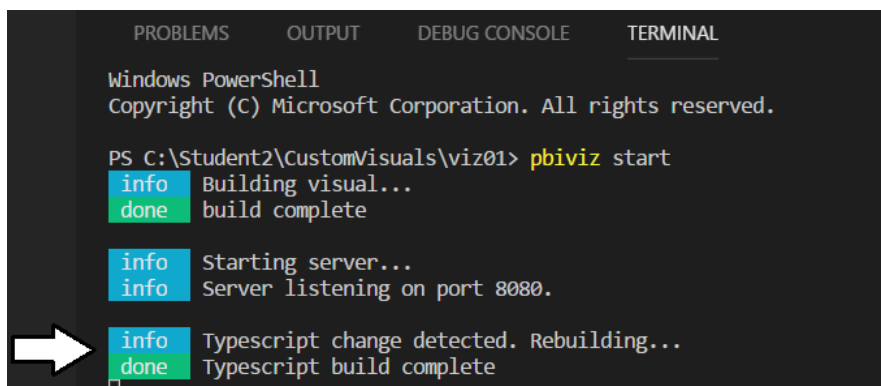 PROBLEMS OUTPUT DEBUG CONSOLE TERMINAL
Windows PowerShell
Copyright (C) Microsoft Corporation. All rights reserved.
PS C:\Student2\CustomVisuals\viz01> pbiviz start
info Building visual...
done build complete
info Starting server...
info Server listening on port 8080.
info Typescript change detected. Rebuilding...
done Typescript build complete